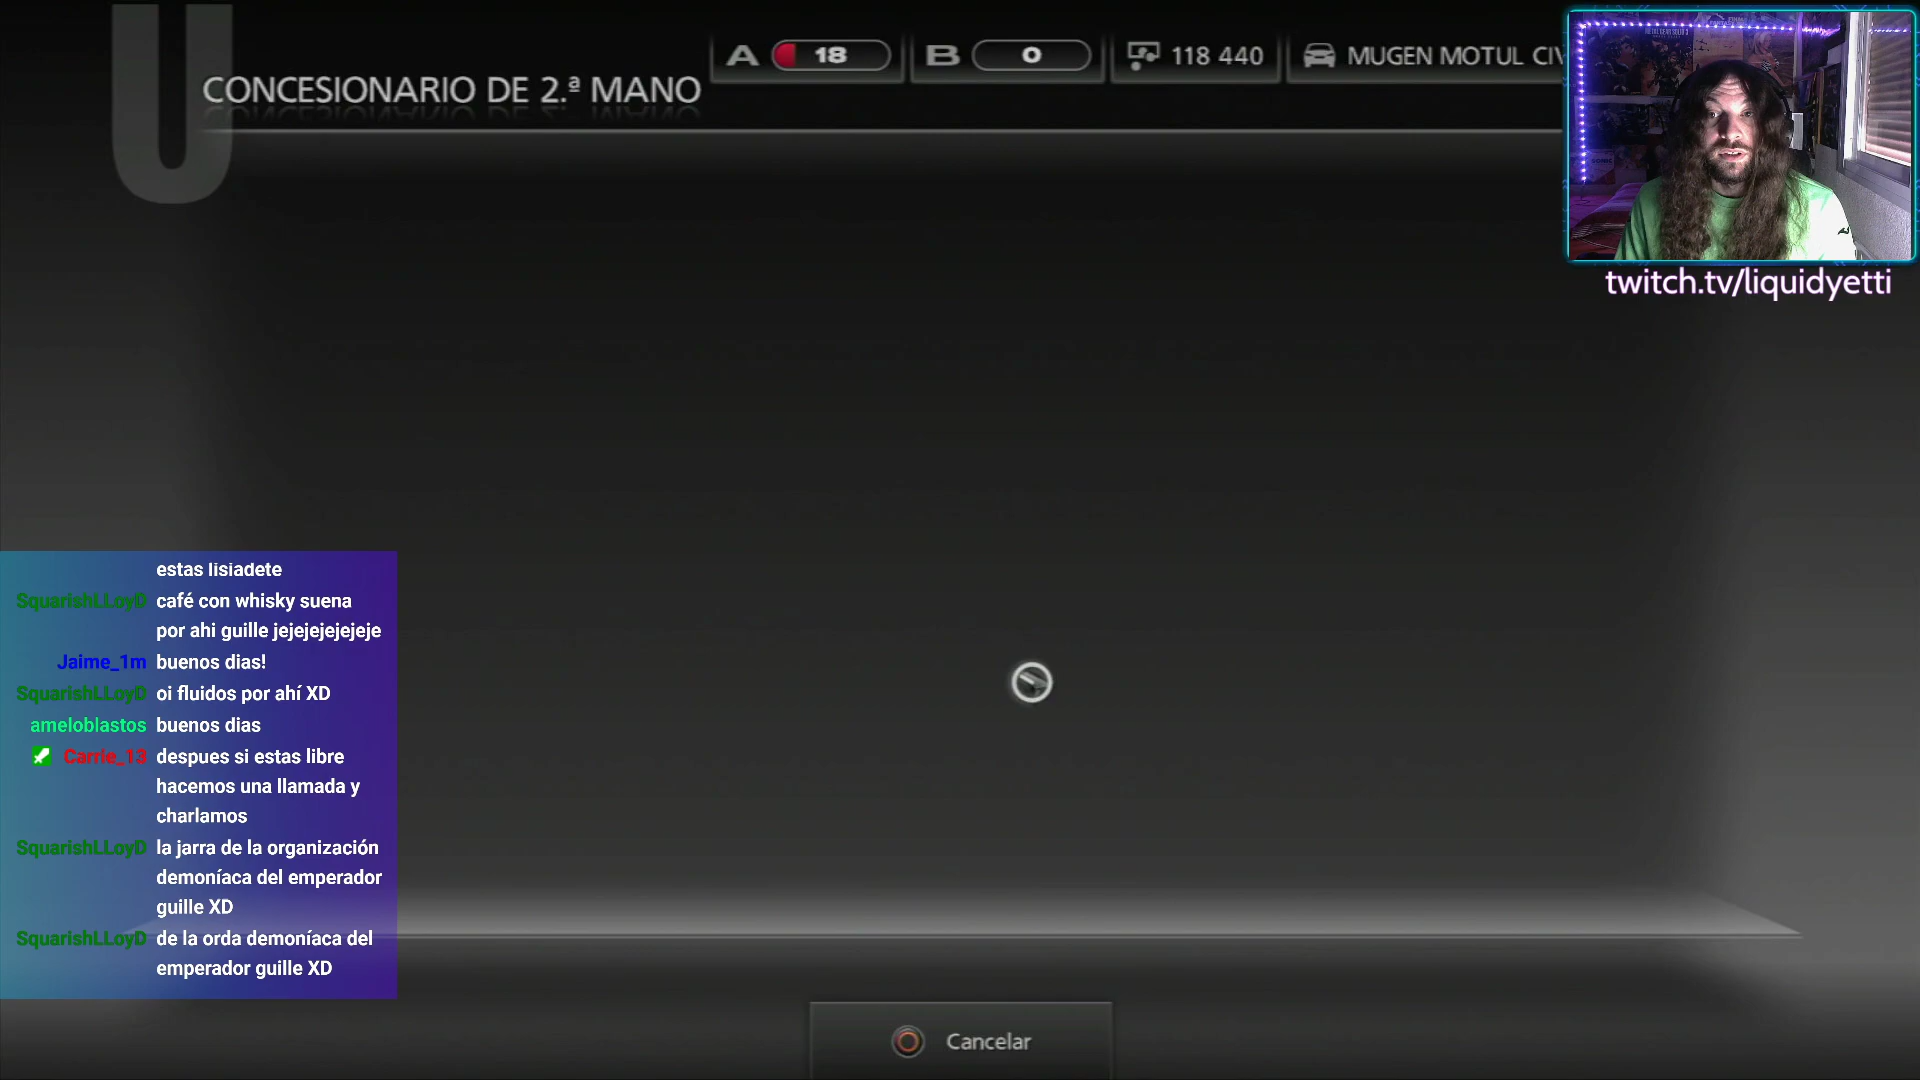 U
CONCESIONARIO DE 2.ª MANO
A 18
B 0
118 440
MUGEN MOTUL CIV
twitch.tv/liquidyetti
estas lisiadete
SquarishLLoyD café con whisky suena
por ahi guille jejejejejejeje
Jaime_1m buenos dias!
SquarishLLoyD oi fluidos por ahí XD
ameloblastos buenos dias
Carrie_13 despues si estas libre
hacemos una llamada y
charlamos
SquarishLLoyD la jarra de la organización
demoníaca del emperador
guille XD
SquarishLLoyD de la orda demoníaca del
emperador guille XD
Cancelar